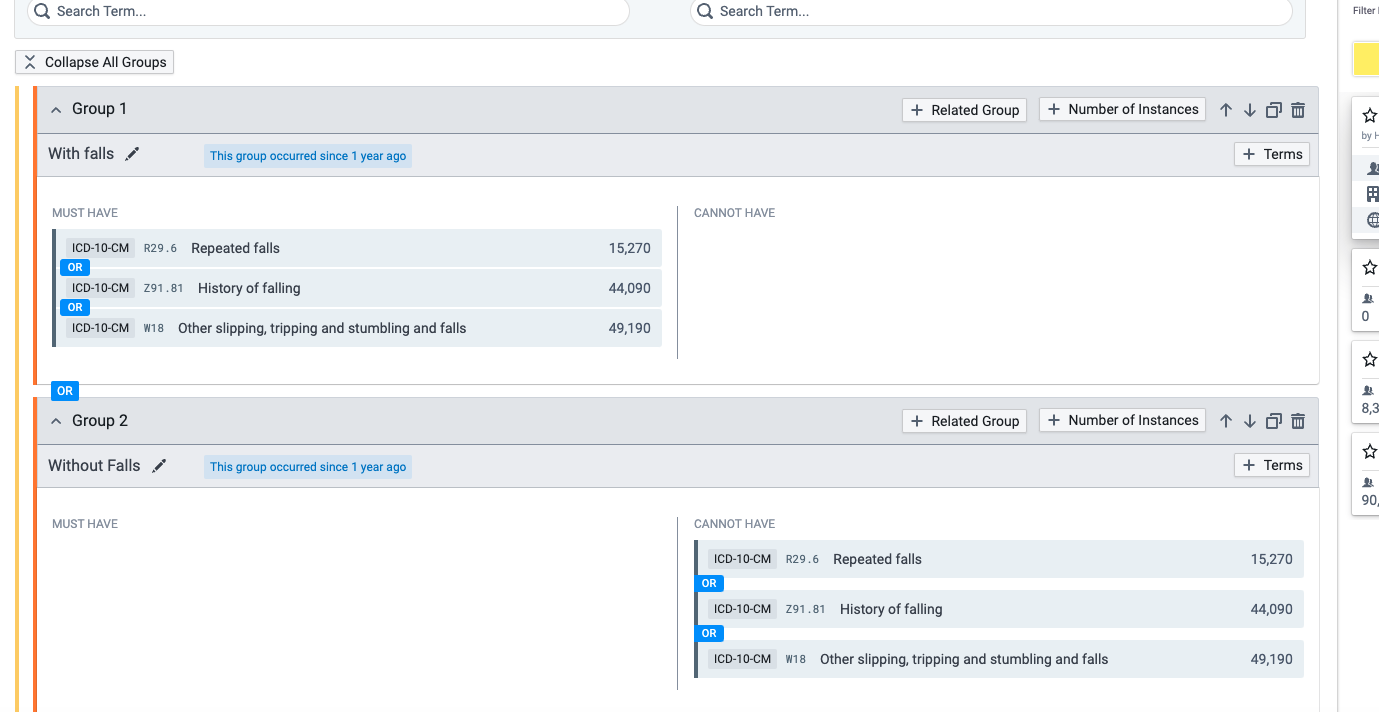 Search Term...
Search Term...
Filter
Collapse All Groups
Group 1
Related Group
Number of Instances
With falls
This group occurred since 1 year ago
Terms
by
MUST HAVE
CANNOT HAVE
ICD-10-CM R29.6 Repeated falls 15,270
OR
ICD-10-CM Z91.81 History of falling 44,090
OR
ICD-10-CM W18 Other slipping, tripping and stumbling and falls 49,190
0
OR
Group 2
Related Group
Number of Instances
Without Falls
This group occurred since 1 year ago
Terms
MUST HAVE
CANNOT HAVE
ICD-10-CM R29.6 Repeated falls 15,270
OR
ICD-10-CM Z91.81 History of falling 44,090
OR
ICD-10-CM W18 Other slipping, tripping and stumbling and falls 49,190